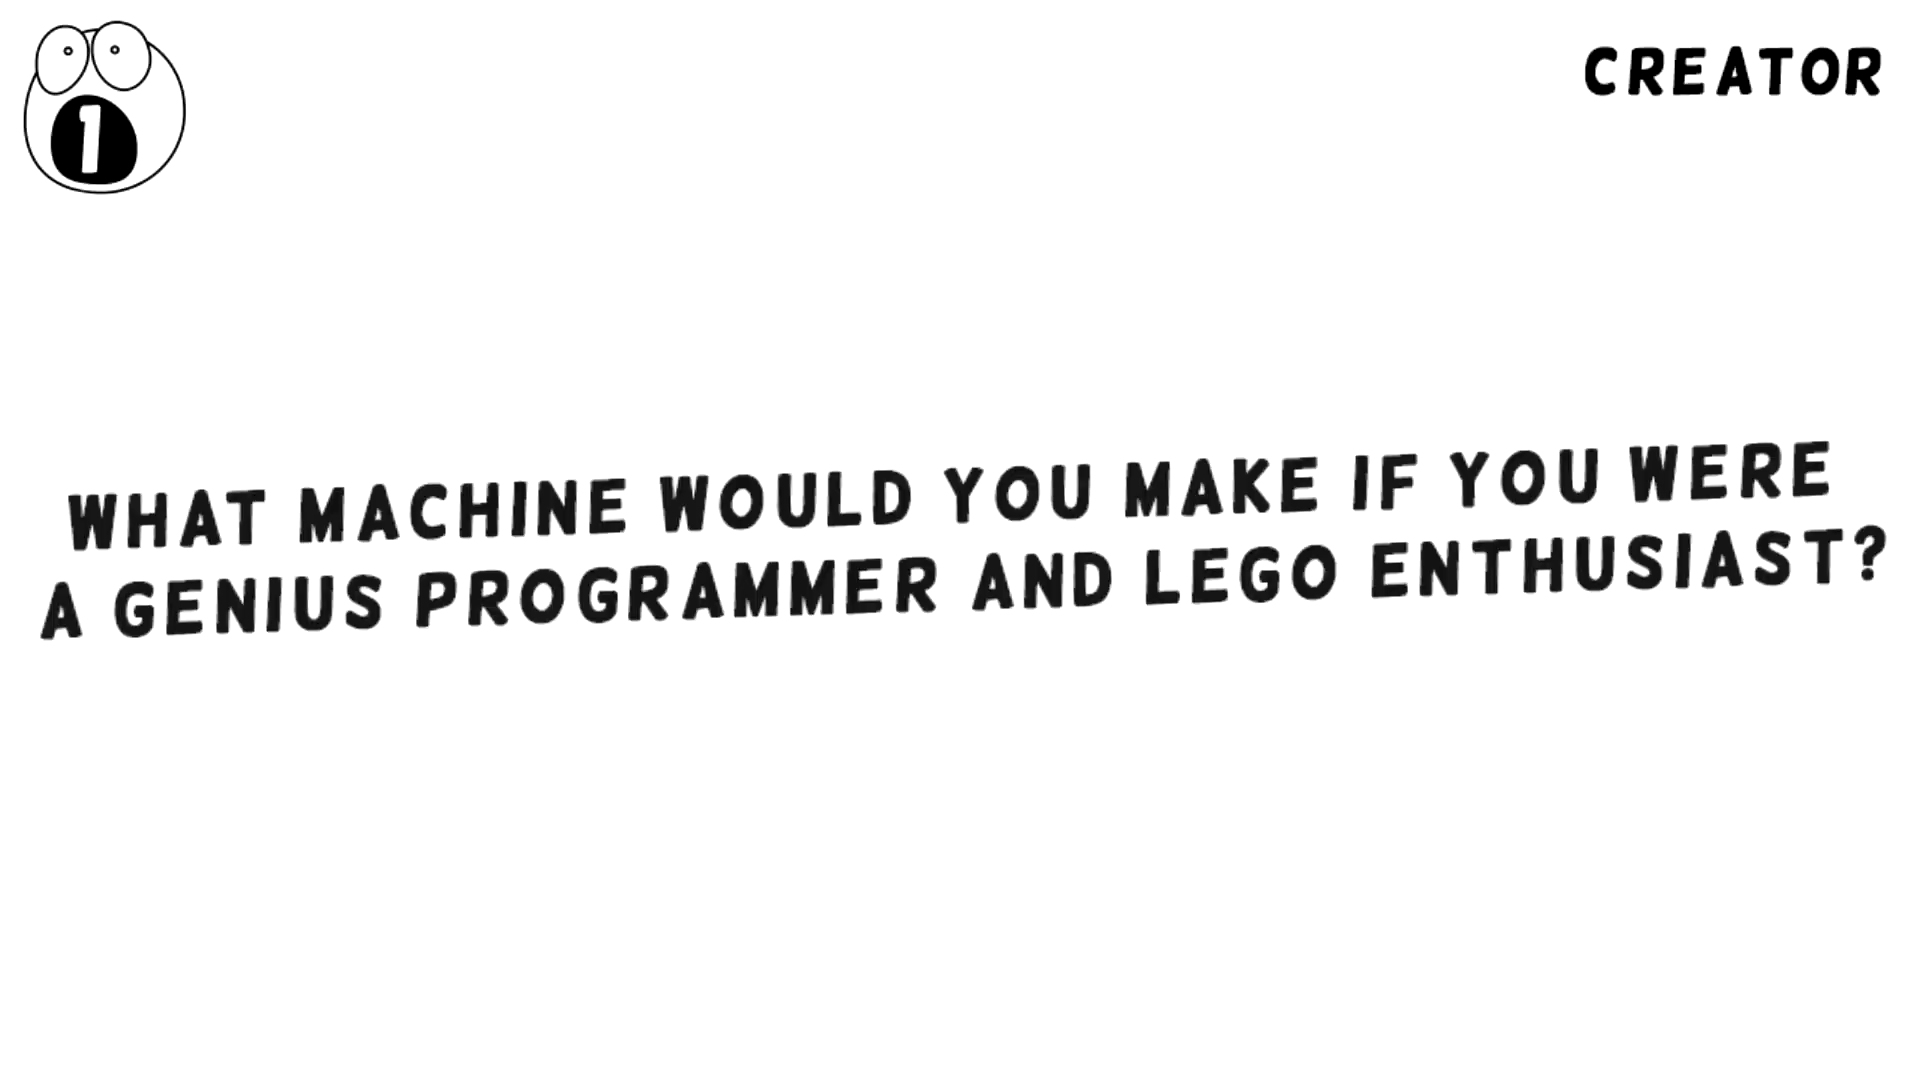 1
CREATOR
WHAT MACHINE WOULD YOU MAKE IF YOU WERE
A GENIUS PROGRAMMER AND LEGO ENTHUSIAST?